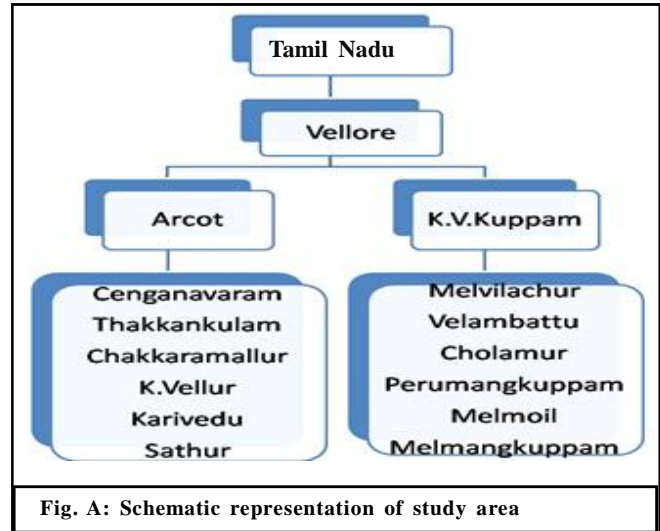 Tamil Nadu
Vellore
Arcot
K.V.Kuppam
Cenganavaram
Thakkankulam
Chakkaramallur
K.Vellur
Karivedu
Sathur
Melvilachur
Velambattu
Cholamur
Perumangkuppam
Melmoil
Melmangkuppam
Fig. A: Schematic representation of study area